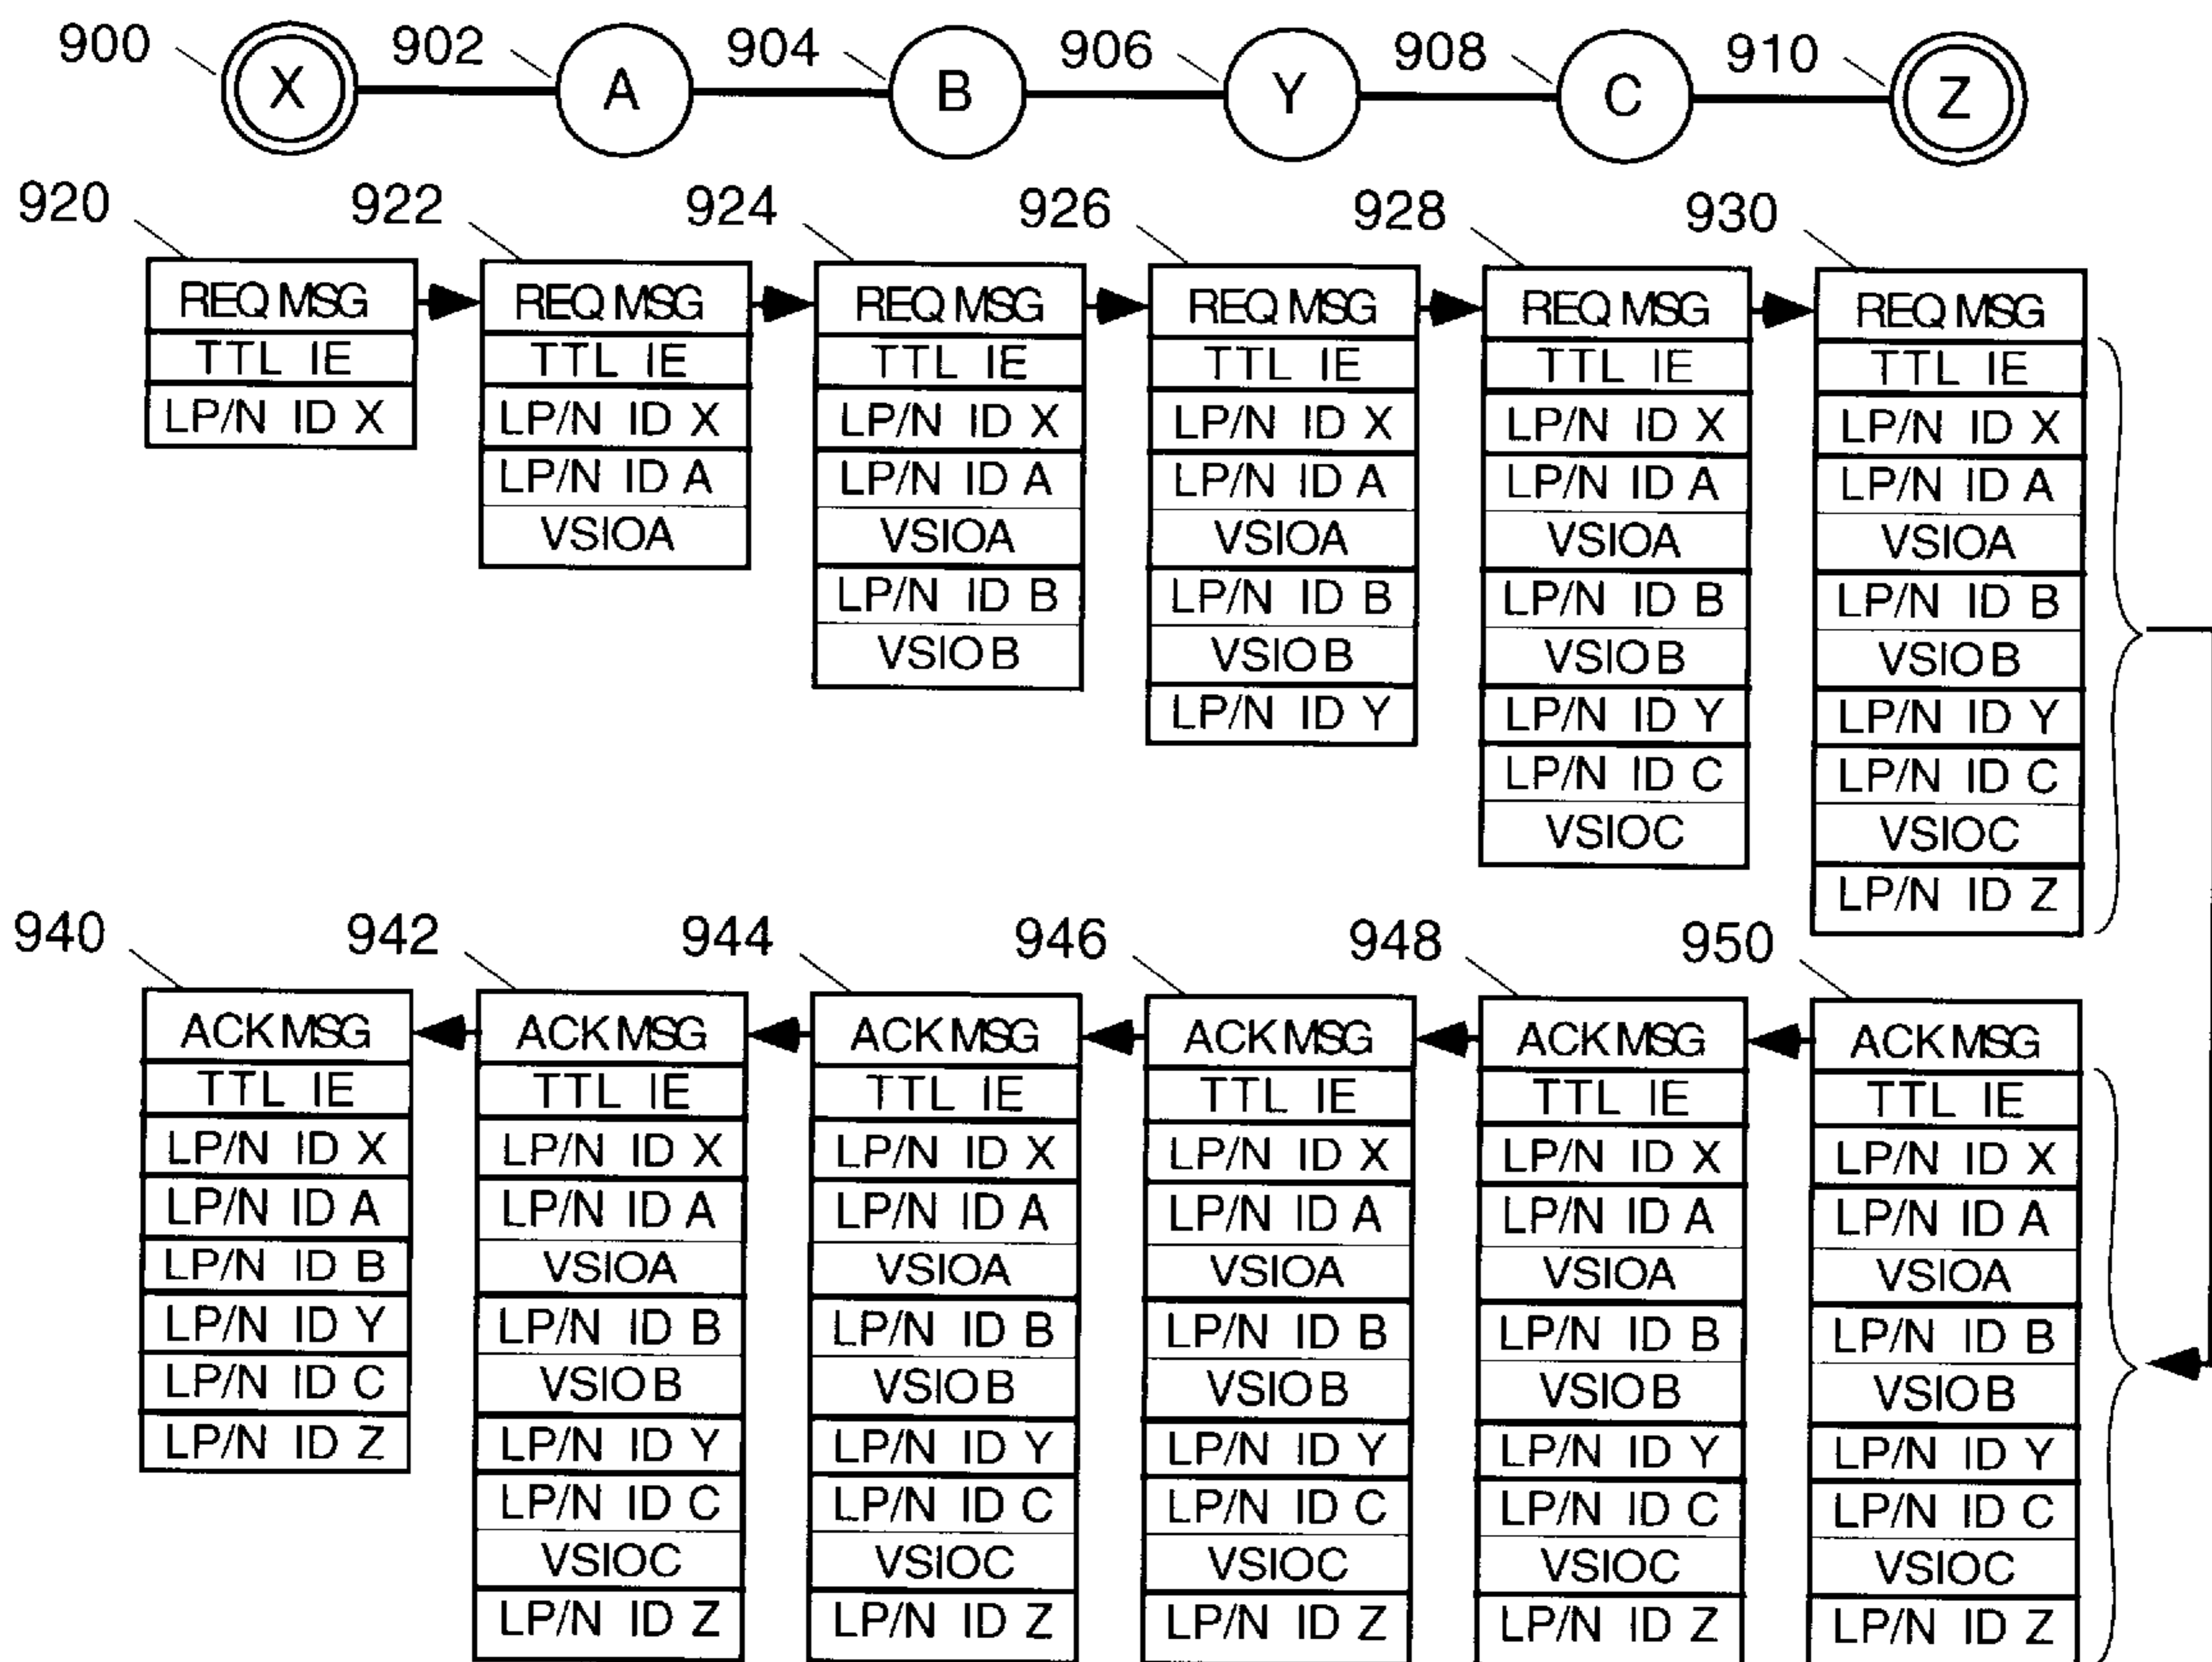 900 902 904 906 908 910
X A B Y C Z
920 922 924 926 928 930
REQ MSG
TTL IE
LP/N ID X
REQ MSG
TTL IE
LP/N ID X
LP/N ID A
VSIOA
REQ MSG
TTL IE
LP/N ID X
LP/N ID A
VSIOA
LP/N ID B
VSIOB
REQ MSG
TTL IE
LP/N ID X
LP/N ID A
VSIOA
LP/N ID B
VSIOB
LP/N ID Y
REQ MSG
TTL IE
LP/N ID X
LP/N ID A
VSIOA
LP/N ID B
VSIOB
LP/N ID Y
LP/N ID C
VSIOC
REQ MSG
TTL IE
LP/N ID X
LP/N ID A
VSIOA
LP/N ID B
VSIOB
LP/N ID Y
LP/N ID C
VSIOC
LP/N ID Z
940 942 944 946 948 950
ACK MSG
TTL IE
LP/N ID X
LP/N ID A
LP/N ID B
LP/N ID Y
LP/N ID C
LP/N ID Z
ACK MSG
TTL IE
LP/N ID X
LP/N ID A
VSIOA
LP/N ID B
VSIOB
LP/N ID Y
LP/N ID C
VSIOC
LP/N ID Z
ACK MSG
TTL IE
LP/N ID X
LP/N ID A
VSIOA
LP/N ID B
VSIOB
LP/N ID Y
LP/N ID C
VSIOC
LP/N ID Z
ACK MSG
TTL IE
LP/N ID X
LP/N ID A
VSIOA
LP/N ID B
VSIOB
LP/N ID Y
LP/N ID C
VSIOC
LP/N ID Z
ACK MSG
TTL IE
LP/N ID X
LP/N ID A
VSIOA
LP/N ID B
VSIOB
LP/N ID Y
LP/N ID C
VSIOC
LP/N ID Z
ACK MSG
TTL IE
LP/N ID X
LP/N ID A
VSIOA
LP/N ID B
VSIOB
LP/N ID Y
LP/N ID C
VSIOC
LP/N ID Z